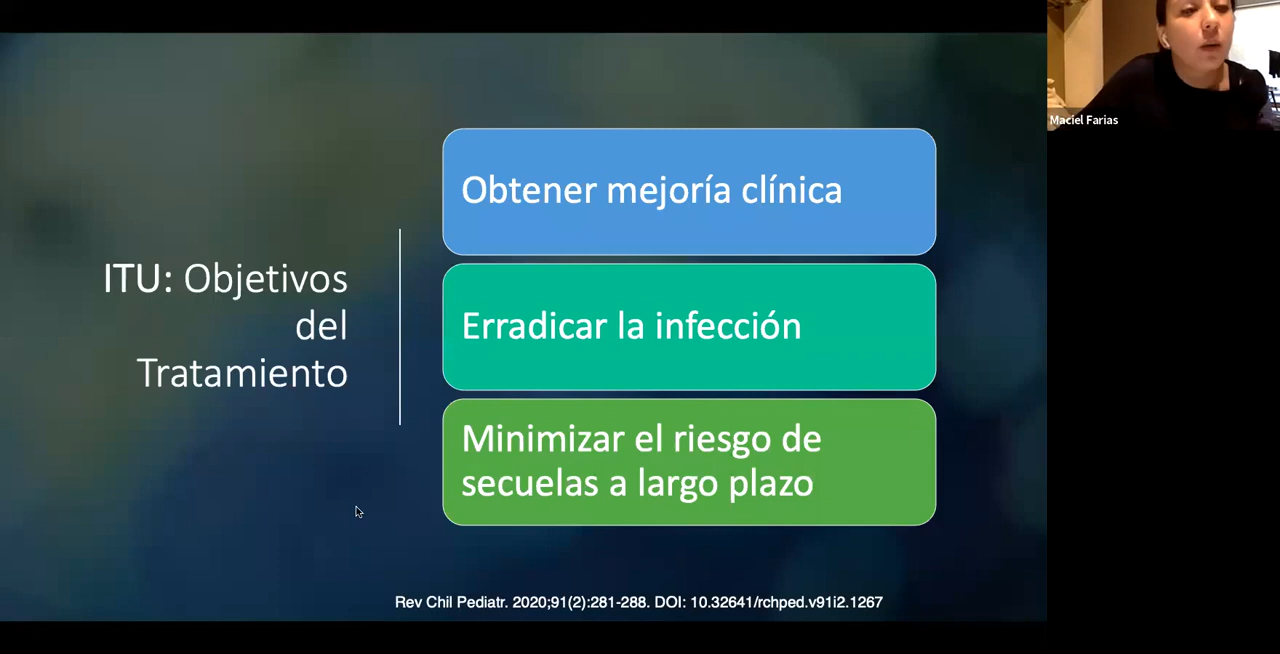 ITU: Objetivos
del
Tratamiento
Obtener mejoría clínica
Erradicar la infección
Minimizar el riesgo de
secuelas a largo plazo
Rev Chil Pediatr. 2020;91(2):281-288. DOI: 10.32641/rchped.v91i2.1267
Maciel Farias